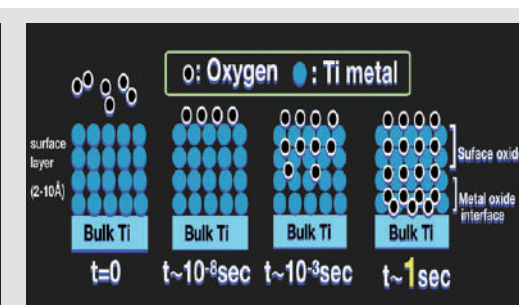 o: Oxygen : Ti metal
surface
layer
(2-10Å)
Suface oxide
Metal oxide
interface
Bulk Ti Bulk Ti Bulk Ti Bulk Ti
t=0 t~10-8sec t~10-3sec t~1sec